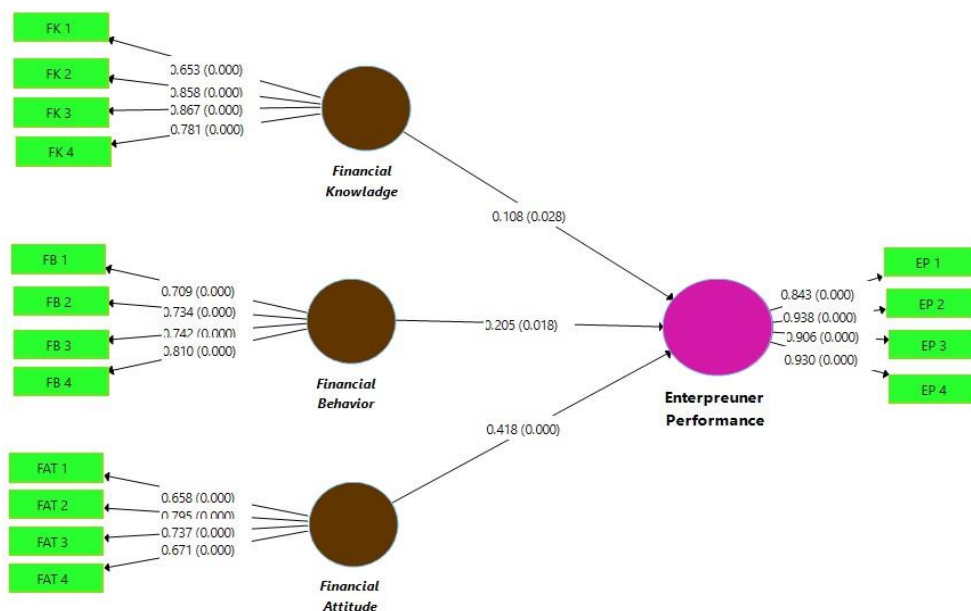 FK 1
FK 2
FK 3
FK 4
0.653 (0.000)
0.858 (0.000)
0.867 (0.000)
0.781 (0.000)
Financial
Knowladge
0.108 (0.028)
FB 1
FB 2
FB 3
FB 4
0.709 (0.000)
0.734 (0.000)
0.742 (0.000)
0.810 (0.000)
Financial
Behavior
0.205 (0.018)
EP 1
EP 2
EP 3
EP 4
0.843 (0.000)
0.938 (0.000)
0.906 (0.000)
0.930 (0.000)
Enterpreuner
Performance
0.418 (0.000)
FAT 1
FAT 2
FAT 3
FAT 4
0.658 (0.000)
0.795 (0.000)
0.737 (0.000)
0.671 (0.000)
Financial
Attitude